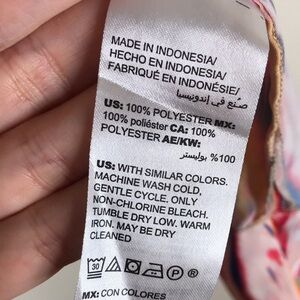 MADE IN INDONESIA/
HECHO EN INDONESIA/
FABRIQUÉ EN INDONÉSIE/
صنع في إندونيسيا
US: 100% POLYESTER MX:
100% poliéster CA: 100%
POLYESTER AE/KW:
100% بوليستر
US: WITH SIMILAR COLORS.
MACHINE WASH COLD,
GENTLE CYCLE. ONLY
NON-CHLORINE BLEACH.
TUMBLE DRY LOW. WARM
IRON. MAY BE DRY
CLEANED
30 P
MX: CON COLORES